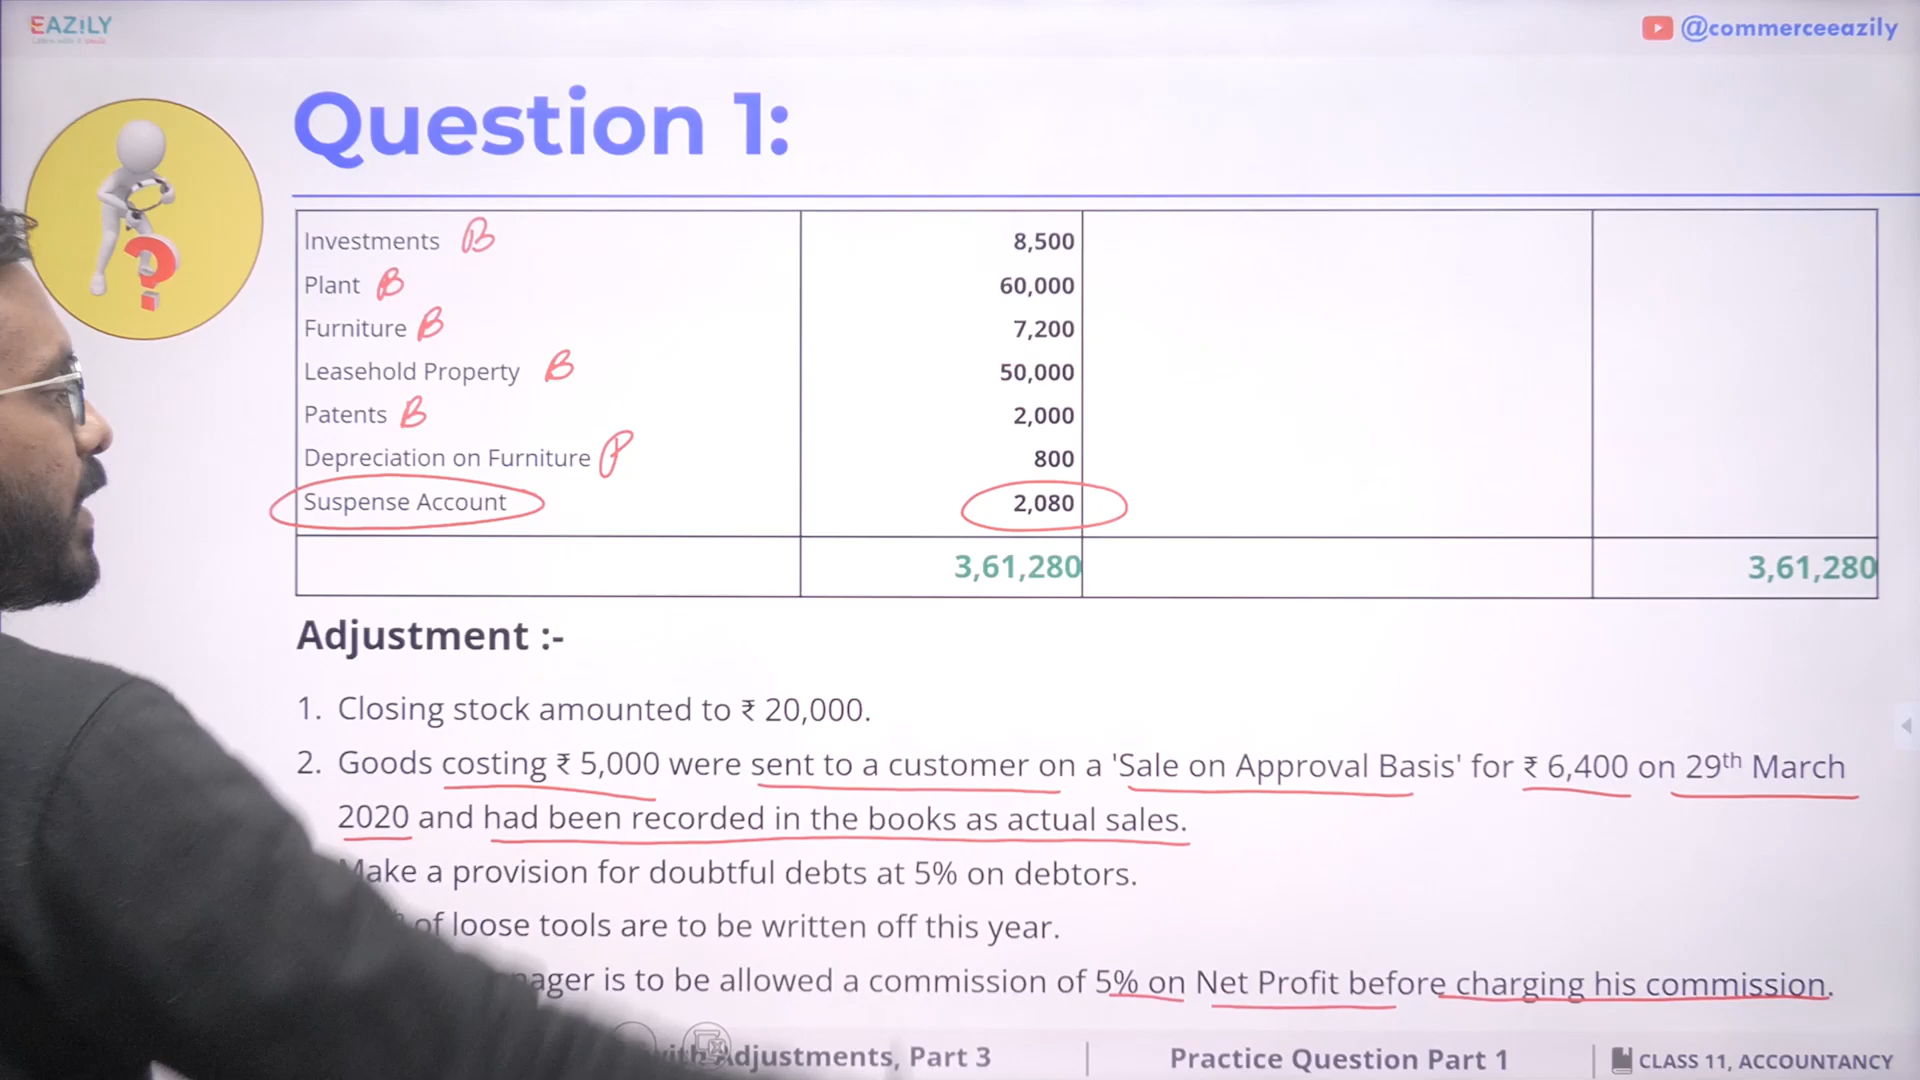 EAZILY
Learn with a smile
@commerceeazily
Question 1:
Investments B 8,500
Plant B 60,000
Furniture B 7,200
Leasehold Property B 50,000
Patents B 2,000
Depreciation on Furniture P 800
Suspense Account 2,080
3,61,280 3,61,280
Adjustment :-
1. Closing stock amounted to ₹ 20,000.
2. Goods costing ₹ 5,000 were sent to a customer on a 'Sale on Approval Basis' for ₹ 6,400 on 29th March
2020 and had been recorded in the books as actual sales.
Make a provision for doubtful debts at 5% on debtors.
of loose tools are to be written off this year.
is to be allowed a commission of 5% on Net Profit before charging his commission.
Adjustments, Part 3 | Practice Question Part 1 | CLASS 11, ACCOUNTANCY